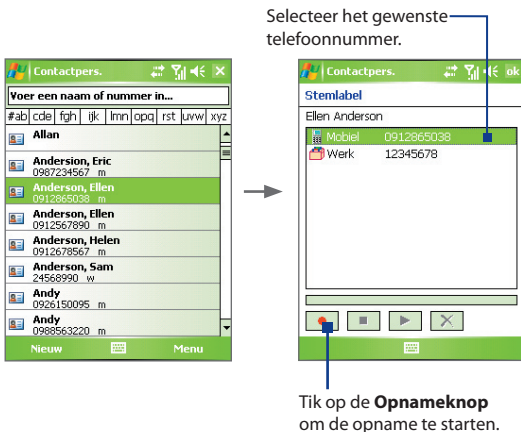 Selecteer het gewenste
telefoonnummer.
Contactpers.
Voer een naam of nummer in...
#ab cde fgh ijk lmn opq rst uvw xyz
Allan
Andersion, Eric
0987234567 m
Anderson, Ellen
0912865038 m
Anderson, Ellen
0912567890 m
Anderson, Helen
0912678567 m
Anderson, Sam
24568990 w
Andy
0926150095 m
Andy
0988563220 m
Nieuw Menu
Contactpers. ok
Stemlabel
Ellen Anderson
Mobiel 0912865038
Werk 12345678
Tik op de Opnameknop
om de opname te starten.